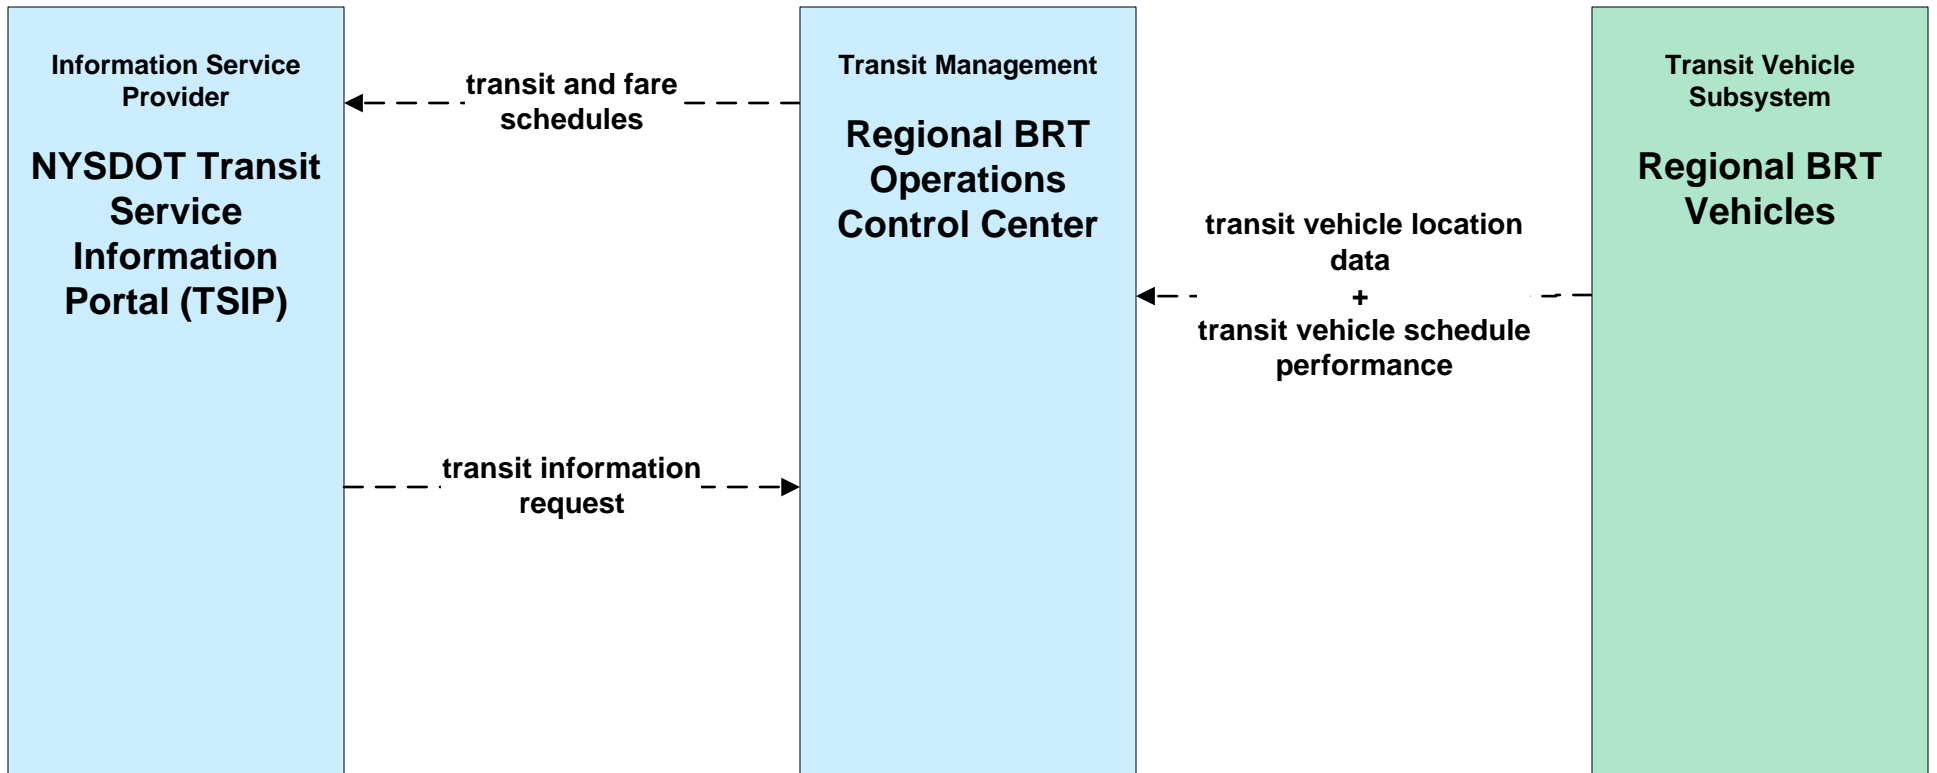 Information Service
Provider
NYSDOT Transit
Service
Information
Portal (TSIP)
transit and fare
schedules
transit information
request
Transit Management
Regional BRT
Operations
Control Center
transit vehicle location
data
+
transit vehicle schedule
performance
Transit Vehicle
Subsystem
Regional BRT
Vehicles